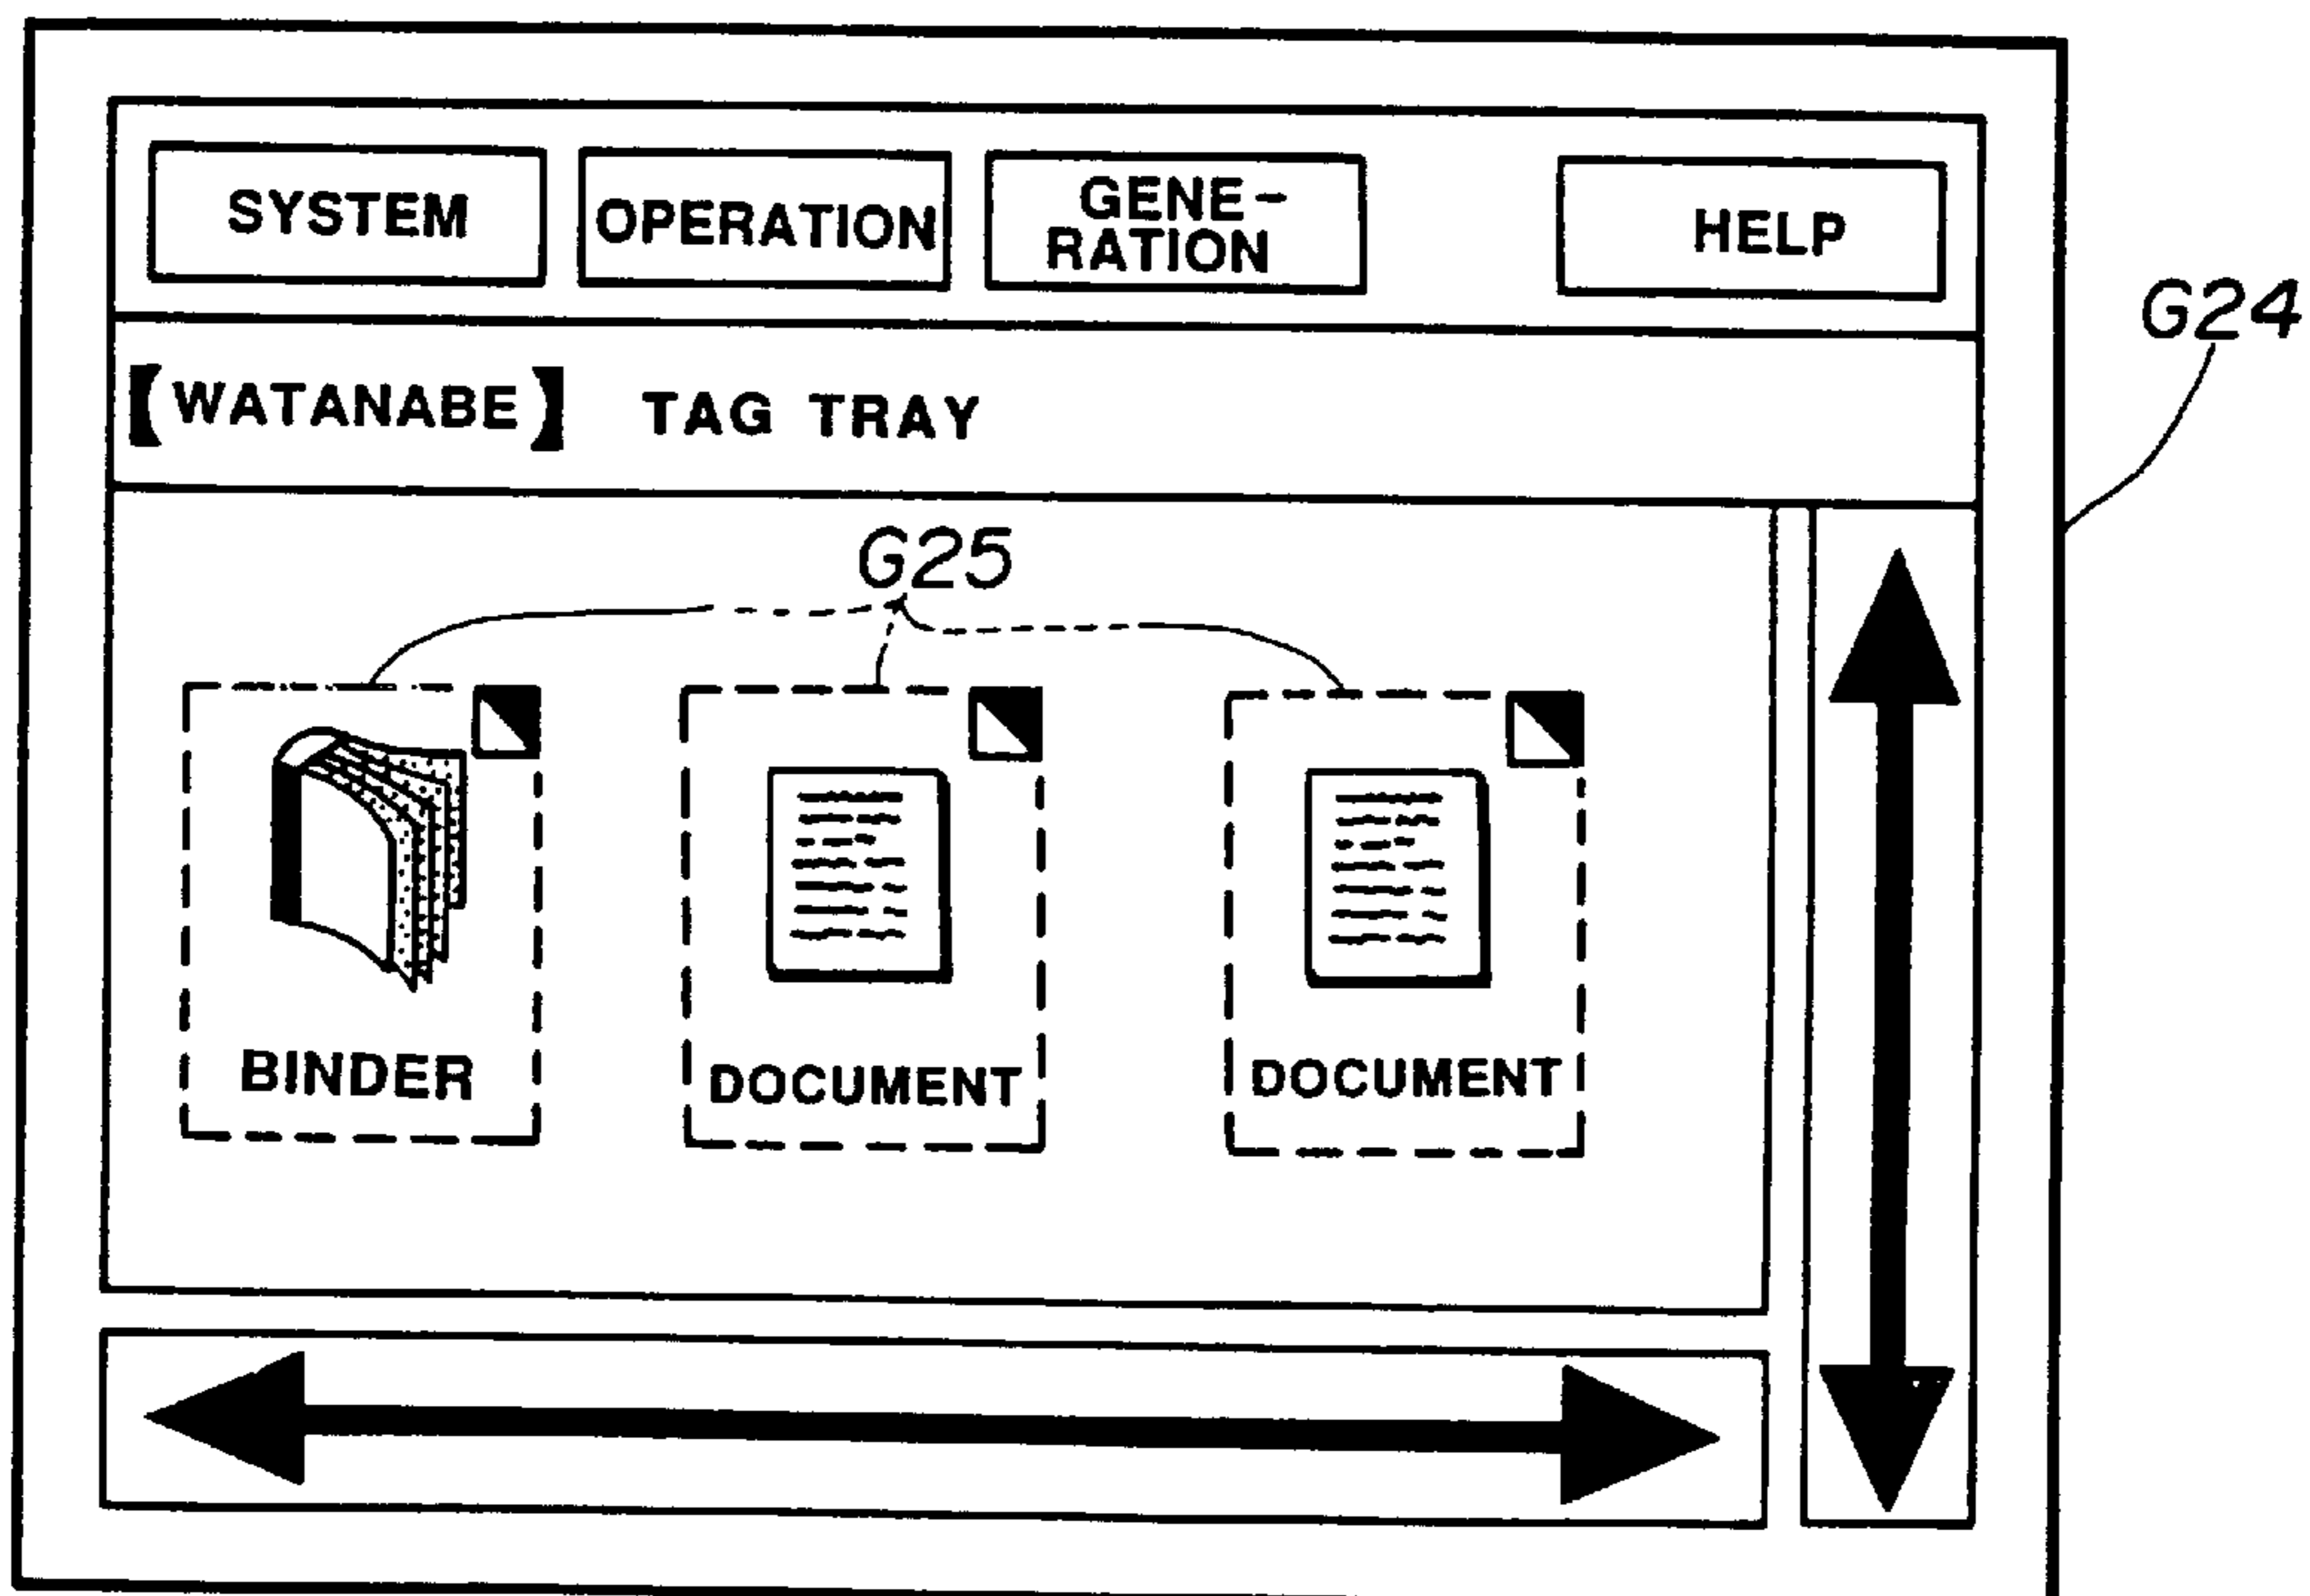 SYSTEM
OPERATION
GENE-
RATION
HELP
G24
【WATANABE】 TAG TRAY
G25
BINDER
DOCUMENT
DOCUMENT